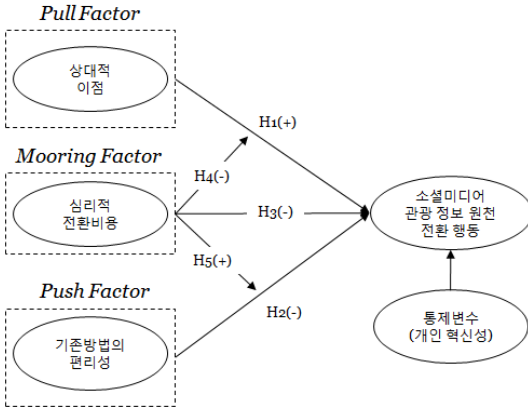 Pull Factor
상대적
이점
H1(+)
Mooring Factor
H4(-)
심리적
전환비용
H3(-)
소셜미디어
관광 정보 원천
전환 행동
H5(+)
Push Factor
H2(-)
기존방법의
편리성
통제변수
(개인 혁신성)